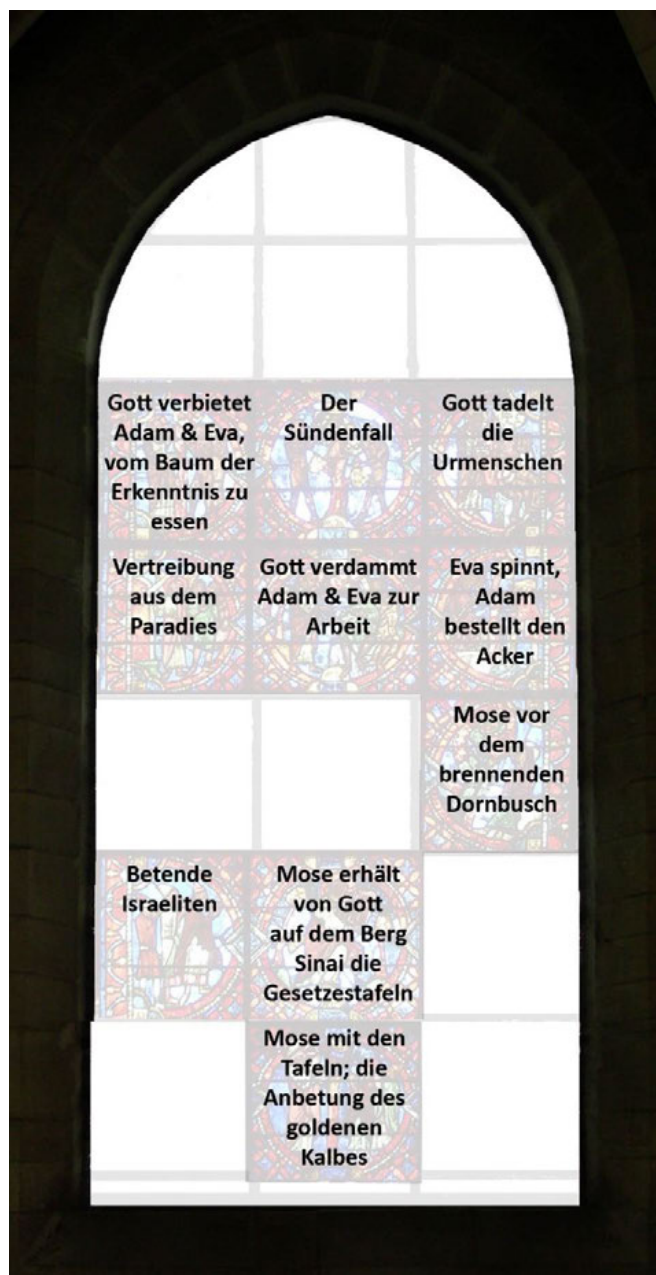 Gott verbietet
Adam & Eva,
vom Baum der
Erkenntnis zu
essen
Der
Sündenfall
Gott tadelt
die
Urmenschen
Vertreibung
aus dem
Paradies
Gott verdammt
Adam & Eva zur
Arbeit
Eva spinnt,
Adam
bestellt den
Acker
Mose vor
dem
brennenden
Dornbusch
Betende
Israeliten
Mose erhält
von Gott
auf dem Berg
Sinai die
Gesetzestafeln
Mose mit den
Tafeln; die
Anbetung des
goldenen
Kalbes